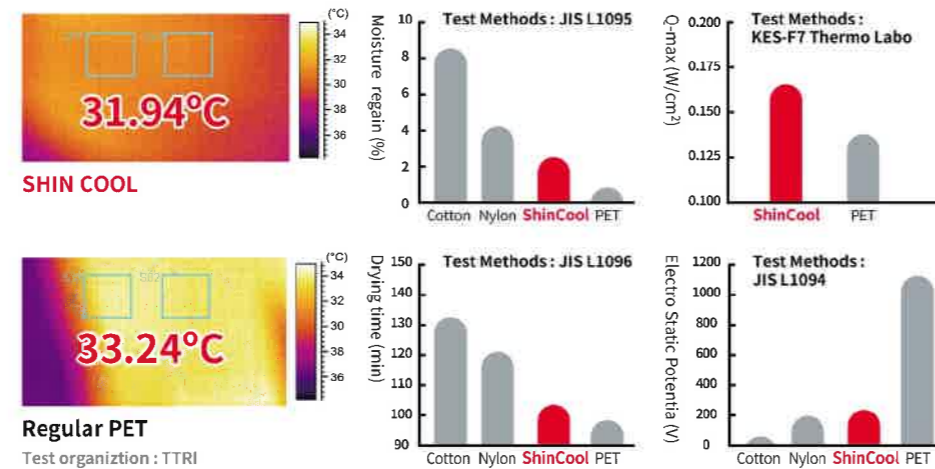 (°C)
34
32
30
38
36
31.94°C
SHIN COOL
Moisture regain (%)
Test Methods : JIS L1095
10
8
6
4
2
0
Cotton Nylon ShinCool PET
Q-max (W/cm²)
Test Methods :
KES-F7 Thermo Labo
0.200
0.175
0.150
0.125
0.100
ShinCool PET
(°C)
34
32
30
38
36
33.24°C
Regular PET
Test organiztion : TTRI
Drying time (min)
Test Methods : JIS L1096
150
140
130
120
110
100
90
Cotton Nylon ShinCool PET
Electro Static Potentia (V)
Test Methods :
JIS L1094
1200
1000
800
600
400
200
0
Cotton Nylon ShinCool PET